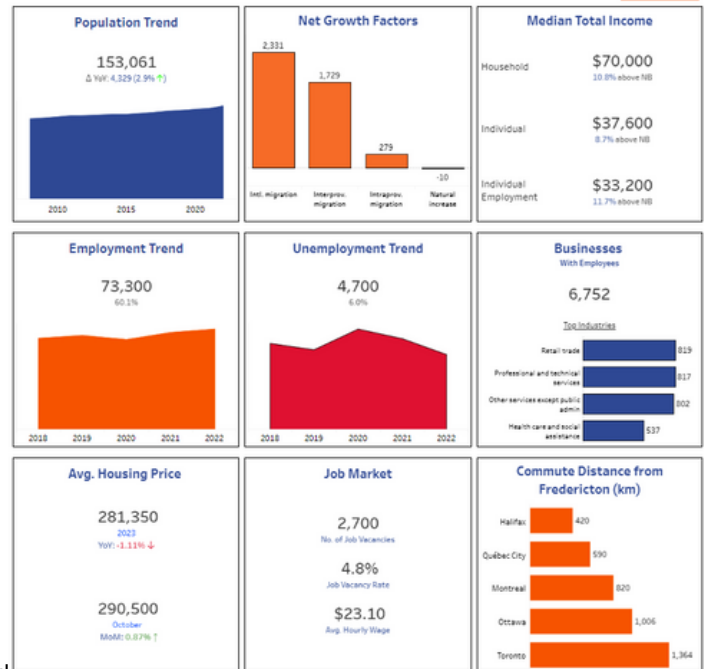 Population Trend
153,061
Δ YoY: 4,329 (2.9% ↑)
2010 2015 2020
Net Growth Factors
2,331
1,729
279
-10
Intl. migration
Interprov. migration
Intraprov. migration
Natural increase
Median Total Income
Household
$70,000
10.8% above NB
Individual
$37,600
8.7% above NB
Individual Employment
$33,200
11.7% above NB
Employment Trend
73,300
60.1%
2018 2019 2020 2021 2022
Unemployment Trend
4,700
6.0%
2018 2019 2020 2021 2022
Businesses
With Employees
6,752
Top Industries
Retail trade 819
Professional and technical
services 817
Other services except public
admin 802
Health care and social
assistance 537
Avg. Housing Price
281,350
2023
YoY: -1.11% ↓
290,500
October
MoM: 0.87% ↑
Job Market
2,700
No. of Job Vacancies
4.8%
Job Vacancy Rate
$23.10
Avg. Hourly Wage
Commute Distance from
Fredericton (km)
Halifax 420
Québec City 590
Montreal 820
Ottawa 1,006
Toronto 1,364